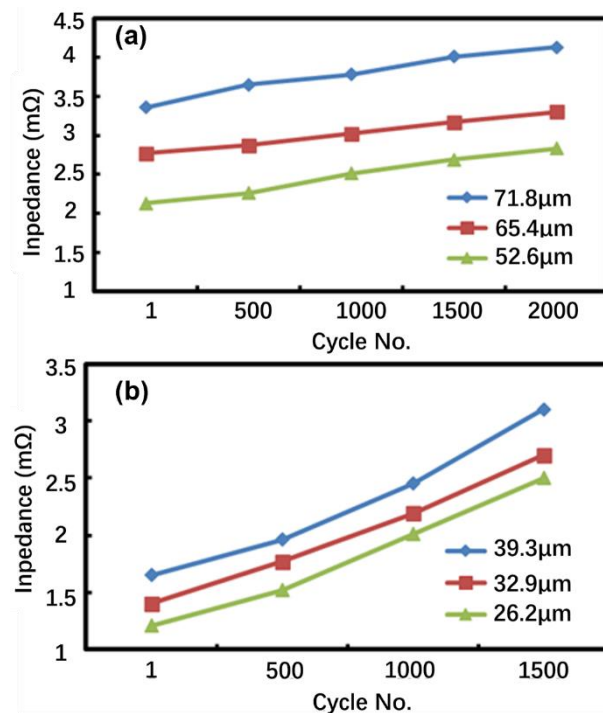 (a)
Inpedance (mΩ)
4.5
4
3.5
3
2.5
2
1.5
1
71.8μm
65.4μm
52.6μm
1 500 1000 1500 2000
Cycle No.
(b)
Inpedance (mΩ)
3.5
3
2.5
2
1.5
1
39.3μm
32.9μm
26.2μm
1 500 1000 1500
Cycle No.